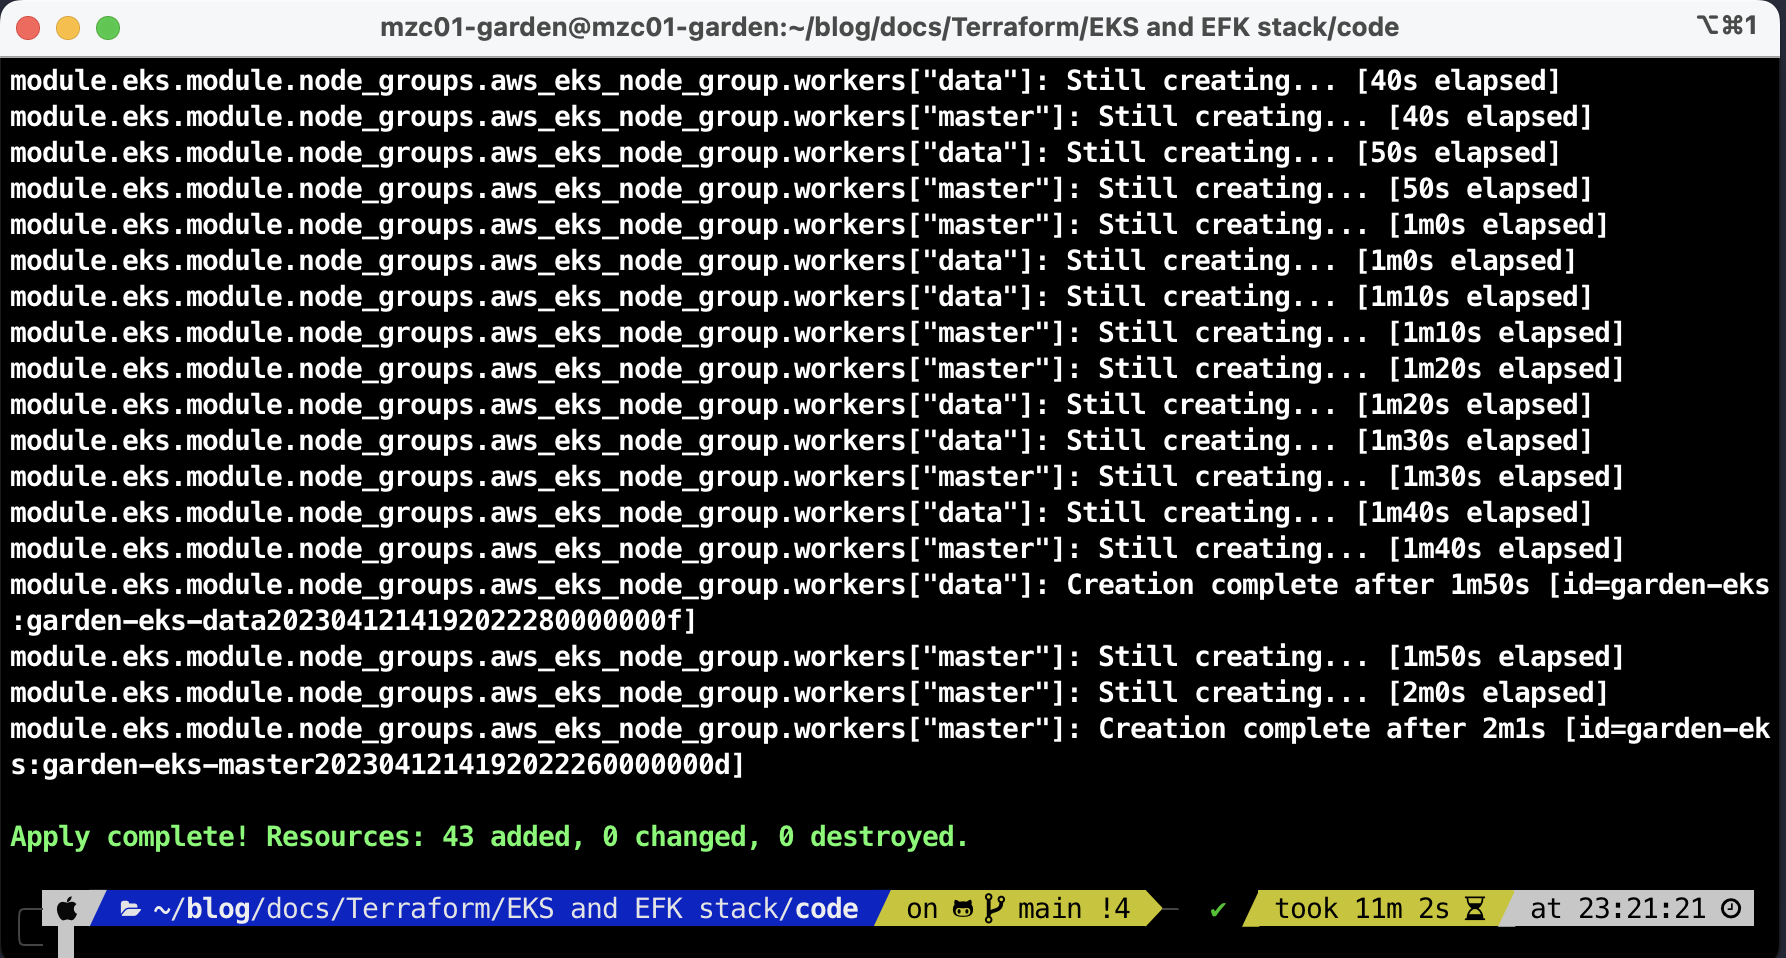 mzc01-garden@mzc01-garden:~/blog/docs/Terraform/EKS and EFK stack/code
⌥⌘1
module.eks.module.node_groups.aws_eks_node_group.workers["data"]: Still creating... [40s elapsed]
module.eks.module.node_groups.aws_eks_node_group.workers["master"]: Still creating... [40s elapsed]
module.eks.module.node_groups.aws_eks_node_group.workers["data"]: Still creating... [50s elapsed]
module.eks.module.node_groups.aws_eks_node_group.workers["master"]: Still creating... [50s elapsed]
module.eks.module.node_groups.aws_eks_node_group.workers["master"]: Still creating... [1m0s elapsed]
module.eks.module.node_groups.aws_eks_node_group.workers["data"]: Still creating... [1m0s elapsed]
module.eks.module.node_groups.aws_eks_node_group.workers["data"]: Still creating... [1m10s elapsed]
module.eks.module.node_groups.aws_eks_node_group.workers["master"]: Still creating... [1m10s elapsed]
module.eks.module.node_groups.aws_eks_node_group.workers["master"]: Still creating... [1m20s elapsed]
module.eks.module.node_groups.aws_eks_node_group.workers["data"]: Still creating... [1m20s elapsed]
module.eks.module.node_groups.aws_eks_node_group.workers["data"]: Still creating... [1m30s elapsed]
module.eks.module.node_groups.aws_eks_node_group.workers["master"]: Still creating... [1m30s elapsed]
module.eks.module.node_groups.aws_eks_node_group.workers["data"]: Still creating... [1m40s elapsed]
module.eks.module.node_groups.aws_eks_node_group.workers["master"]: Still creating... [1m40s elapsed]
module.eks.module.node_groups.aws_eks_node_group.workers["data"]: Creation complete after 1m50s [id=garden-eks
:garden-eks-data20230412141920222800000000f]
module.eks.module.node_groups.aws_eks_node_group.workers["master"]: Still creating... [1m50s elapsed]
module.eks.module.node_groups.aws_eks_node_group.workers["master"]: Still creating... [2m0s elapsed]
module.eks.module.node_groups.aws_eks_node_group.workers["master"]: Creation complete after 2m1s [id=garden-ek
s:garden-eks-master20230412141920222600000000d]
Apply complete! Resources: 43 added, 0 changed, 0 destroyed.
~/blog/docs/Terraform/EKS and EFK stack/code on main !4 ✔ took 11m 2s at 23:21:21